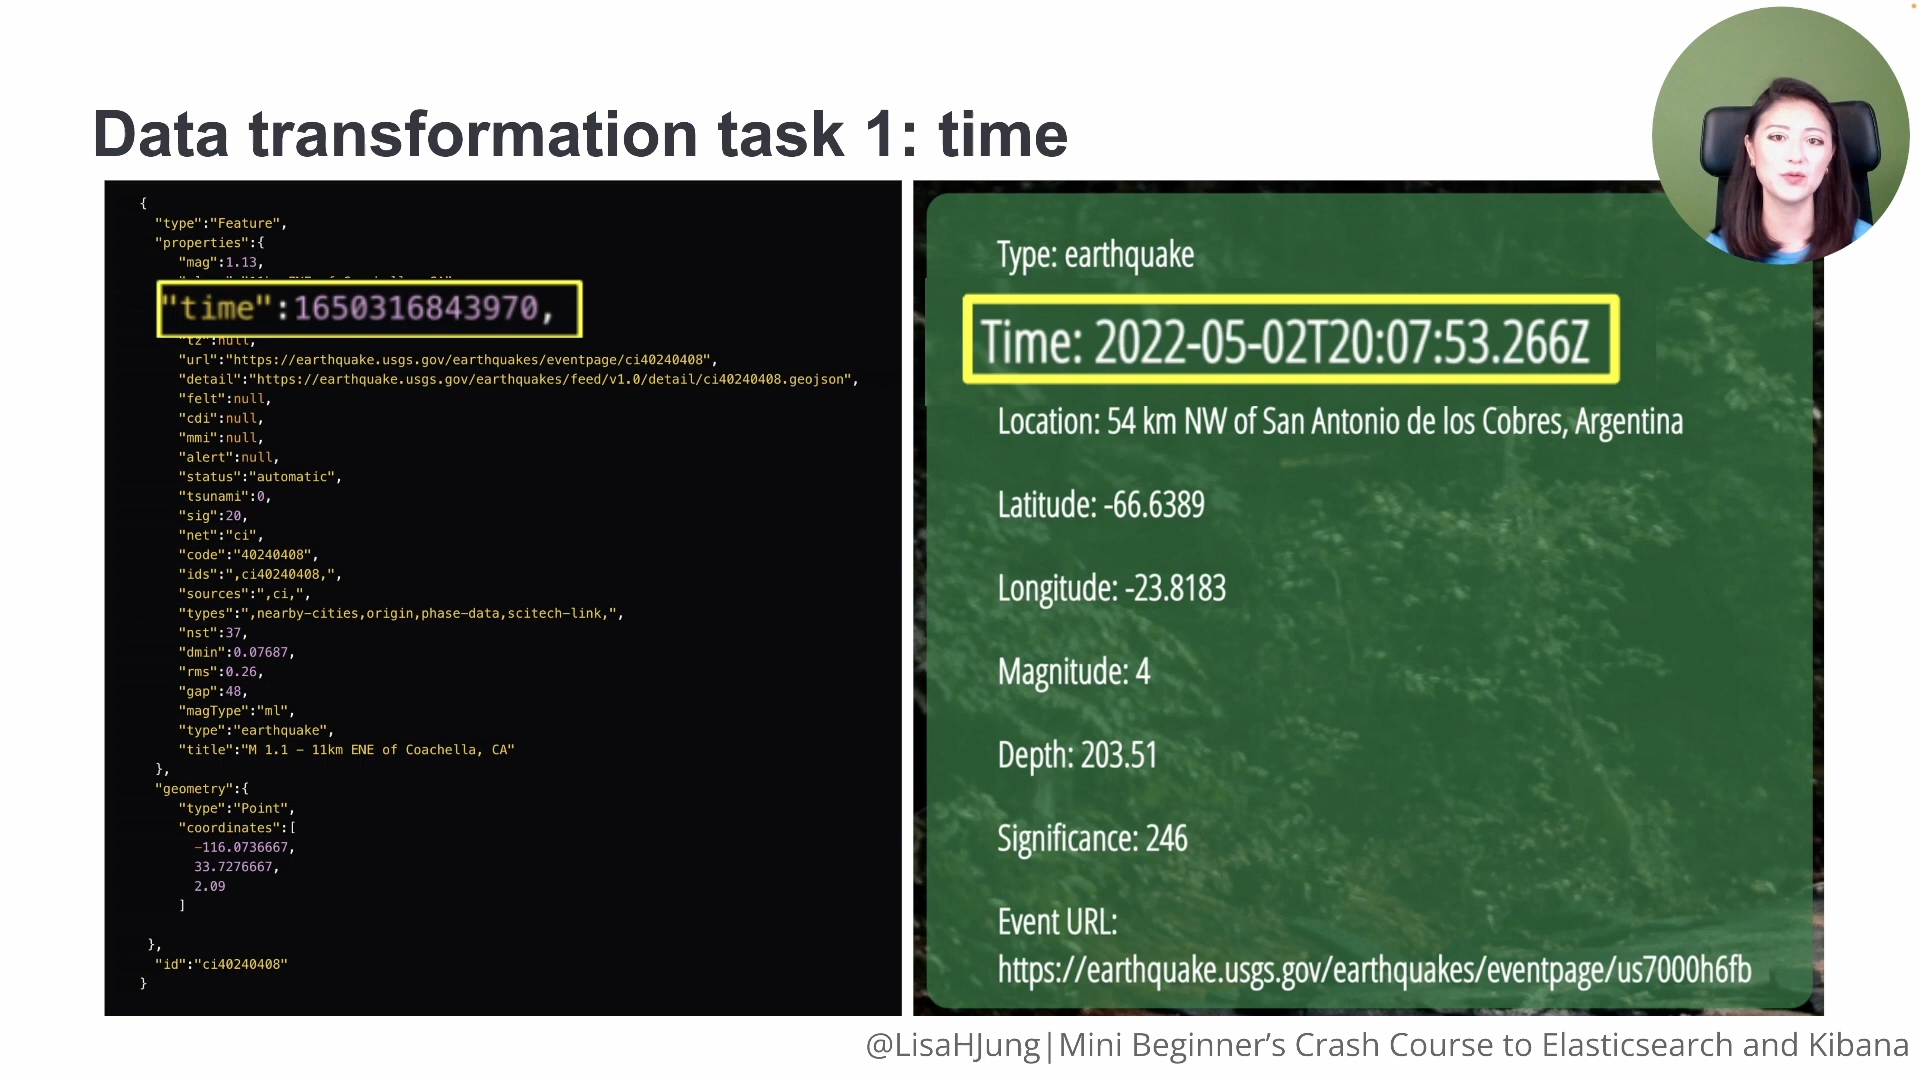 Data transformation task 1: time
{
"type":"Feature",
"properties":{
"mag":1.13,
"time":1650316843970,
"tz":null,
"url":"https://earthquake.usgs.gov/earthquakes/eventpage/ci40240408",
"detail":"https://earthquake.usgs.gov/earthquakes/feed/v1.0/detail/ci40240408.geojson",
"felt":null,
"cdi":null,
"mmi":null,
"alert":null,
"status":"automatic",
"tsunami":0,
"sig":20,
"net":"ci",
"code":"40240408",
"ids":",ci40240408,",
"sources":",ci,",
"types":",nearby-cities,origin,phase-data,scitech-link,",
"nst":37,
"dmin":0.07687,
"rms":0.26,
"gap":48,
"magType":"ml",
"type":"earthquake",
"title":"M 1.1 - 11km ENE of Coachella, CA"
},
"geometry":{
"type":"Point",
"coordinates":[
-116.0736667,
33.7276667,
2.09
]
},
"id":"ci40240408"
}
Type: earthquake
Time: 2022-05-02T20:07:53.266Z
Location: 54 km NW of San Antonio de los Cobres, Argentina
Latitude: -66.6389
Longitude: -23.8183
Magnitude: 4
Depth: 203.51
Significance: 246
Event URL:
https://earthquake.usgs.gov/earthquakes/eventpage/us7000h6fb
@LisaHJung|Mini Beginner's Crash Course to Elasticsearch and Kibana